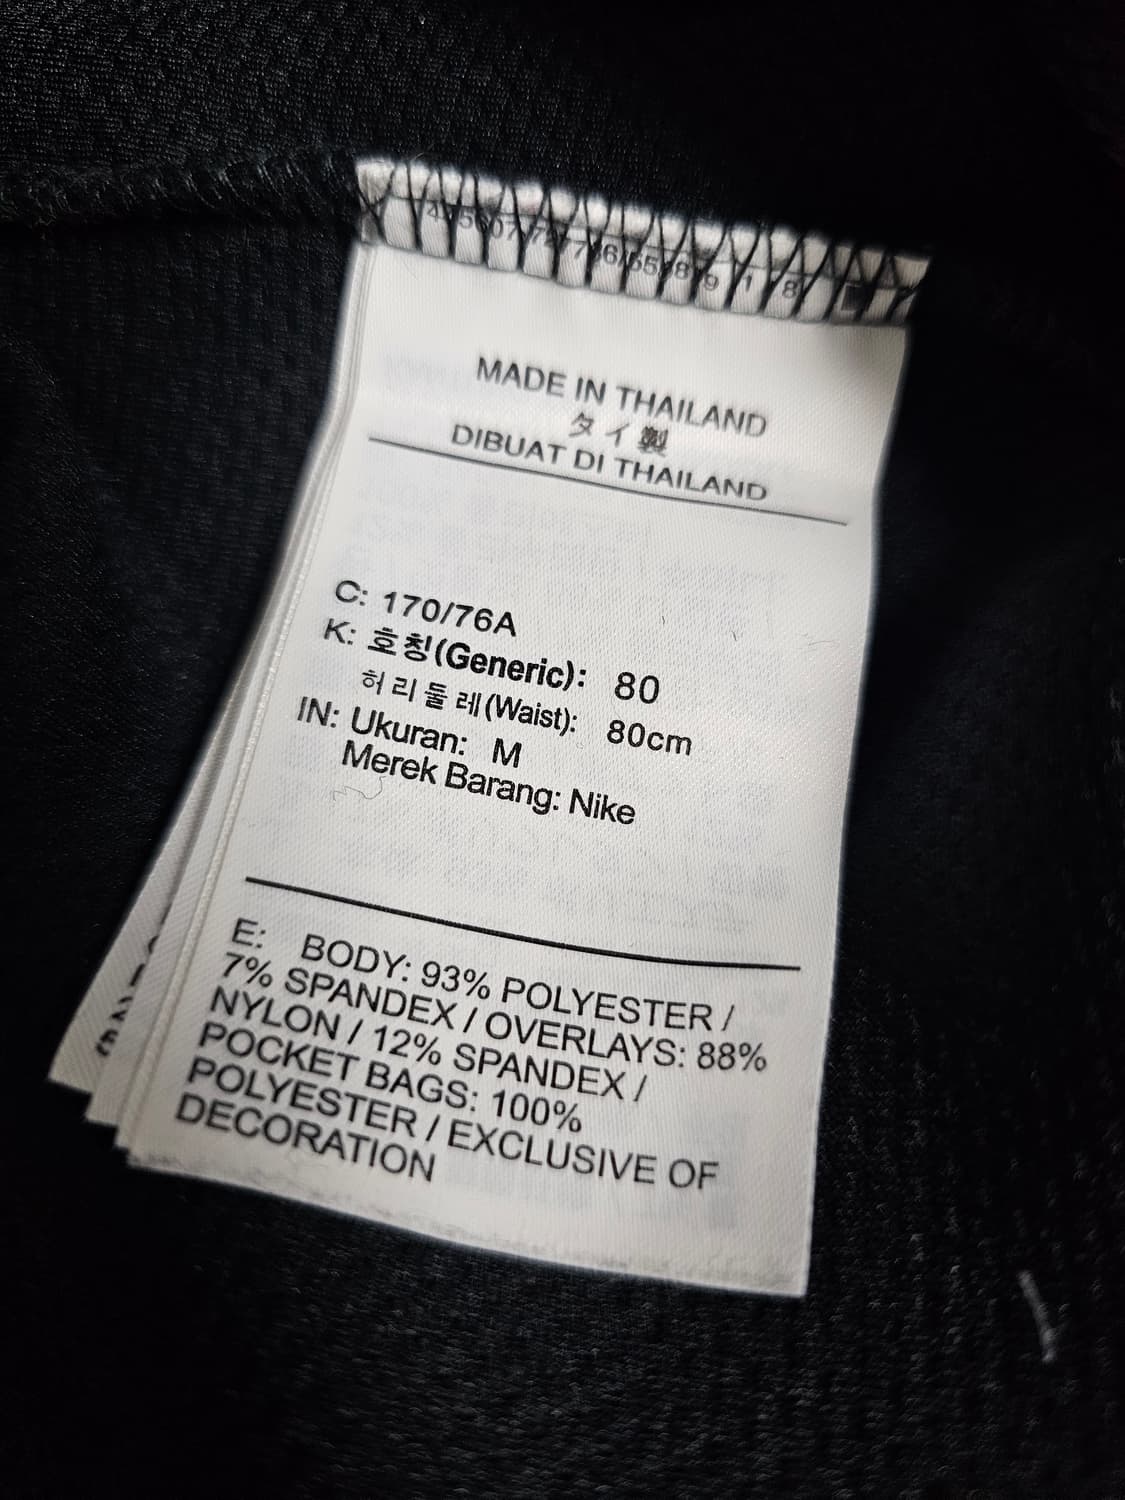 MADE IN THAILAND
タイ製
DIBUAT DI THAILAND
C: 170/76A
K: 호칭(Generic): 80
허리둘레(Waist): 80cm
IN: Ukuran: M
Merek Barang: Nike
E: BODY: 93% POLYESTER /
7% SPANDEX / OVERLAYS: 88%
NYLON / 12% SPANDEX /
POCKET BAGS: 100%
POLYESTER / EXCLUSIVE OF
DECORATION